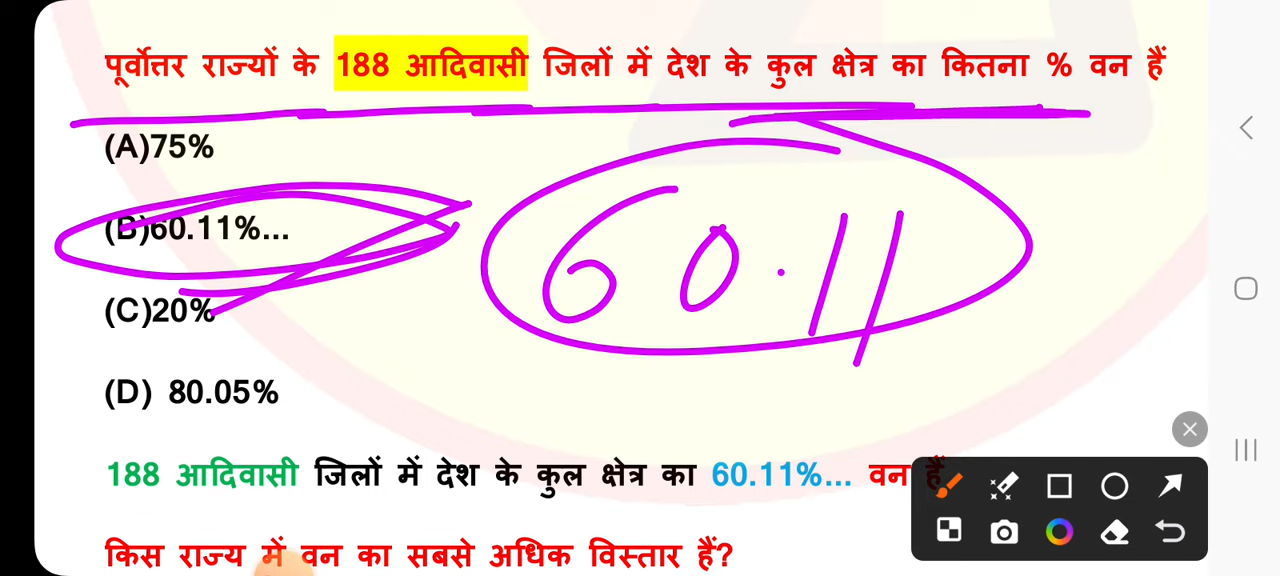 पूर्वोत्तर राज्यों के 188 आदिवासी जिलों में देश के कुल क्षेत्र का कितना % वन हैं
(A)75%
(B)60.11%...
60.11
(C)20%
(D) 80.05%
188 आदिवासी जिलों में देश के कुल क्षेत्र का 60.11%... वन हैं
किस राज्य में वन का सबसे अधिक विस्तार हैं?